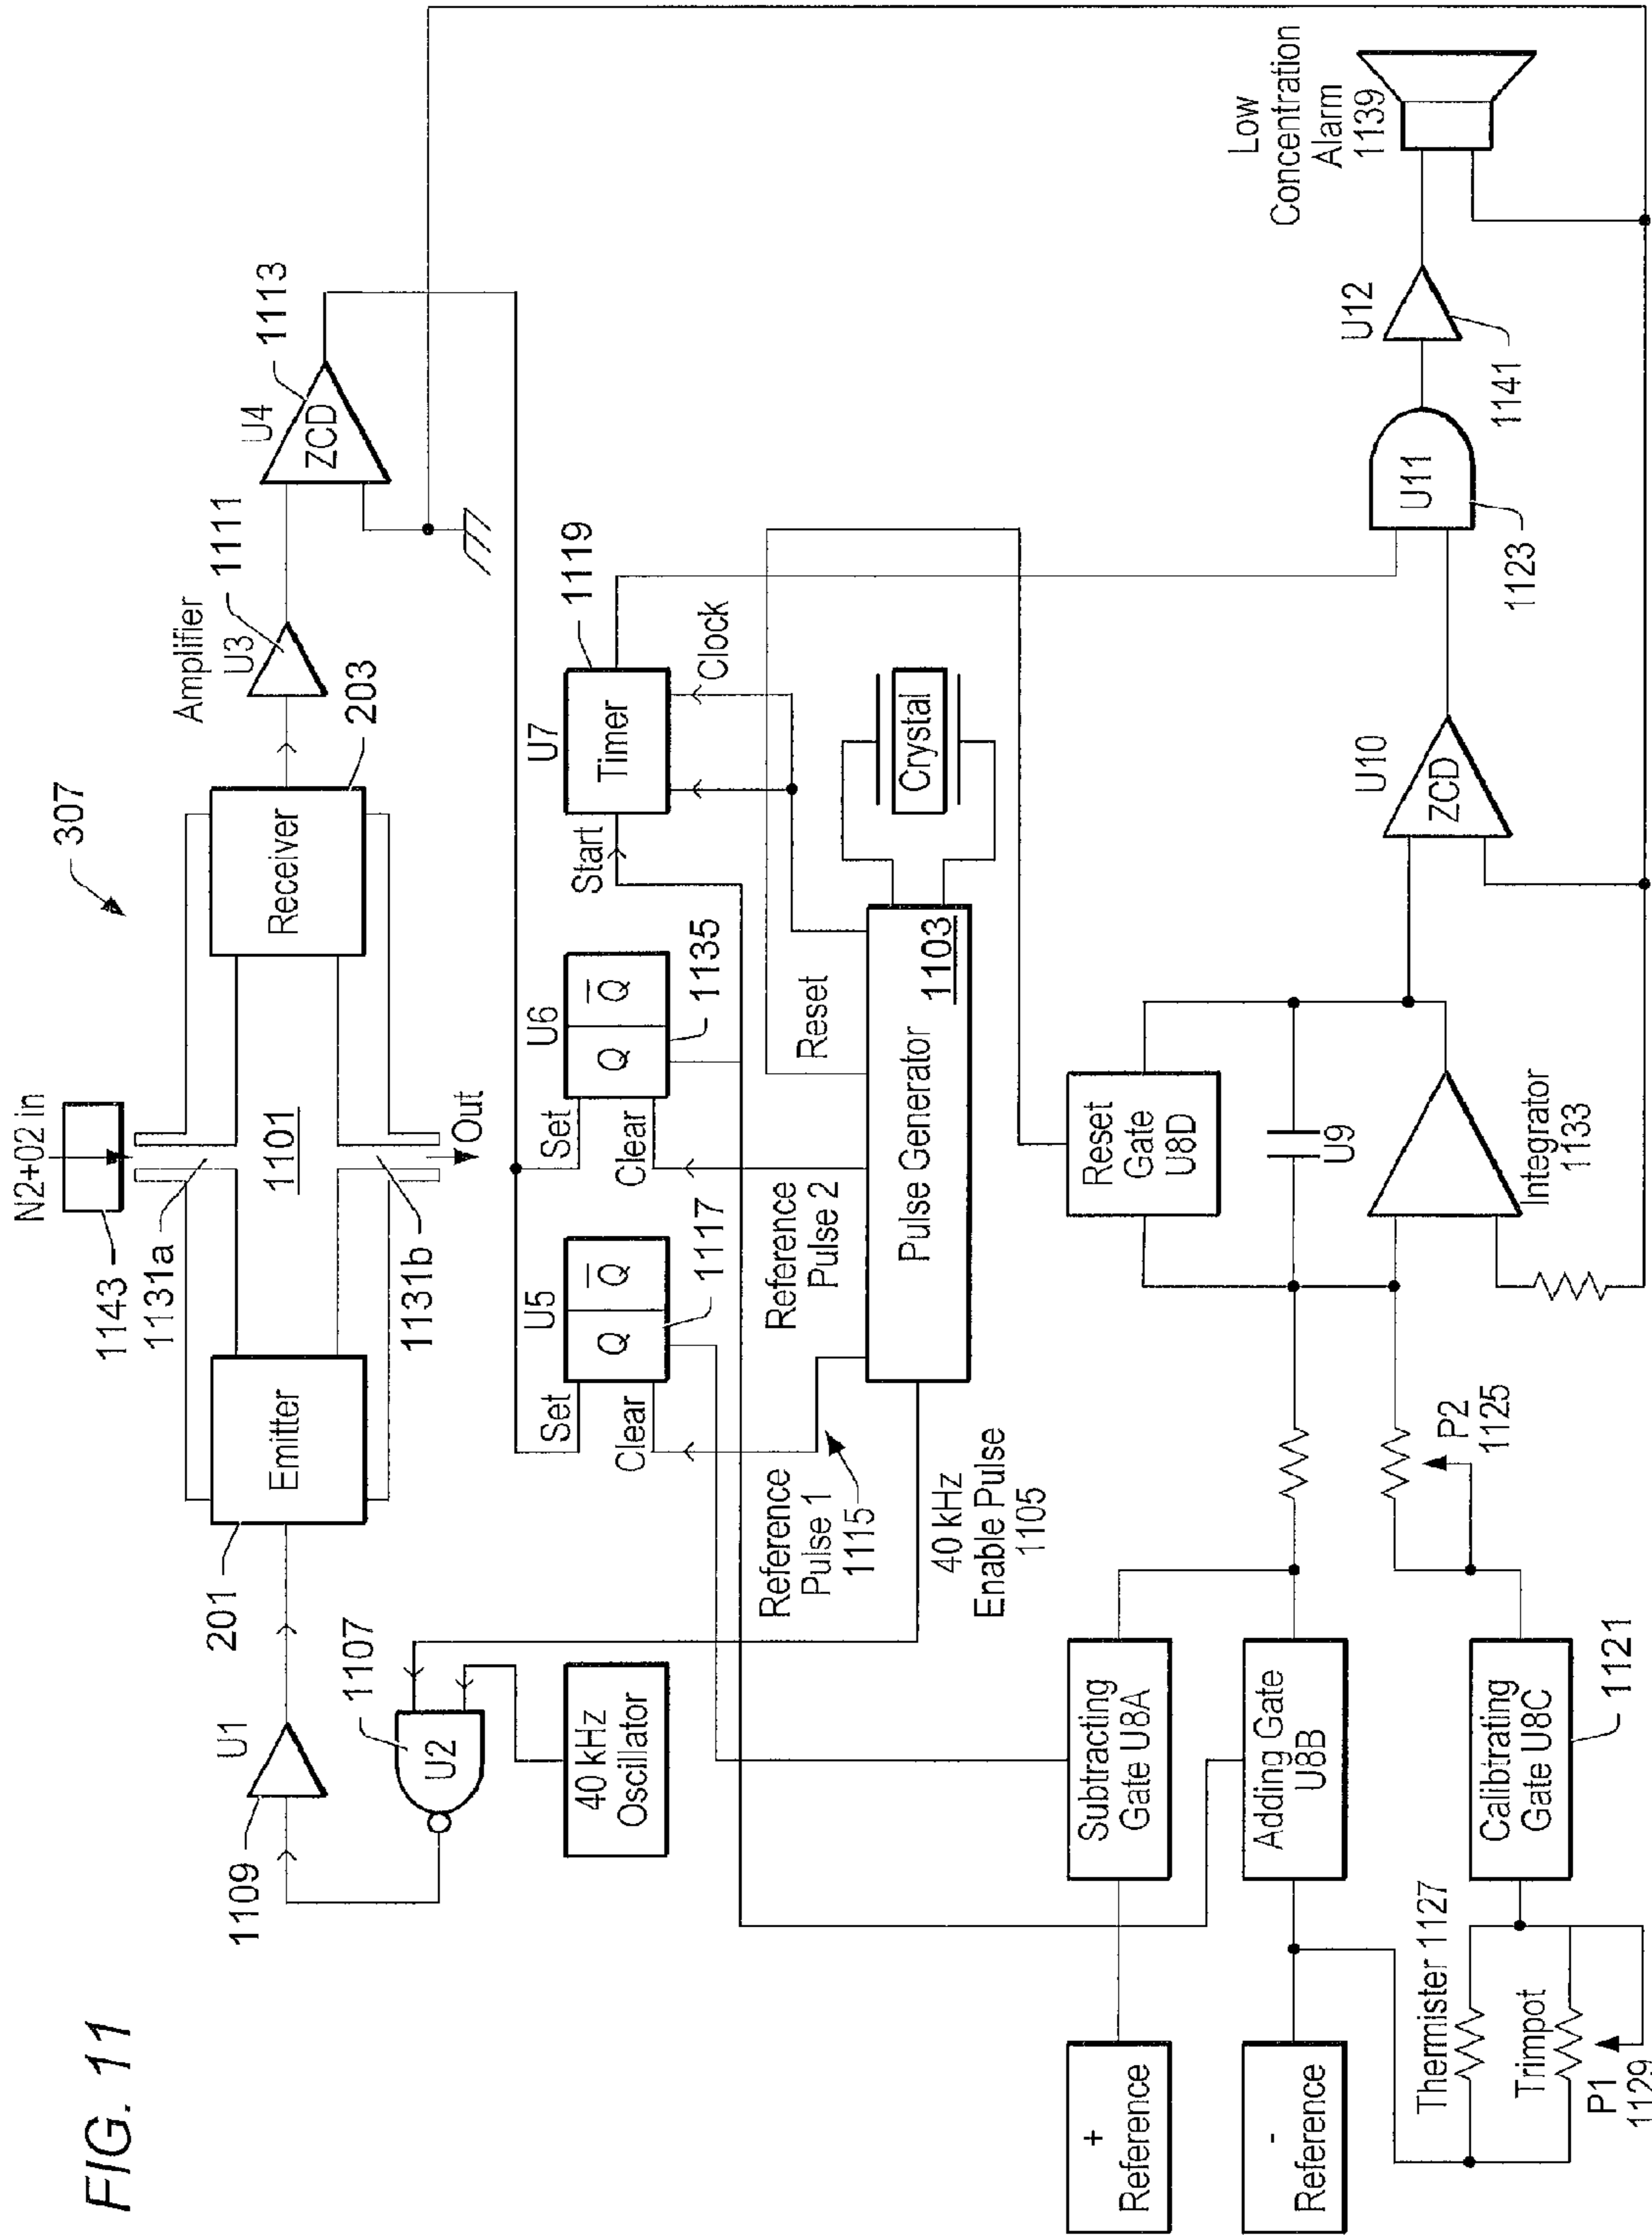 FIG. 11
307
N2+02 in
1143
1131a
1101
1131b
Out
Emitter
201
Receiver
203
Amplifier
U3
1111
U4
ZCD
1113
U1
1109
1107
U2
40 kHz
Oscillator
U5
Q Q̅
Set
Clear
1117
U6
Q Q̅
Set
Clear
1135
U7
Timer
Start
Clock
1119
Reference
Pulse 1
1115
Reference
Pulse 2
Reset
40 kHz
Enable Pulse
1105
Pulse Generator 1103
Crystal
+
Reference
-
Reference
Subtracting
Gate U8A
Adding Gate
U8B
Calibtrating
Gate U8C
1121
Thermister 1127
Trimpot
P1
1129
P2
1125
Reset
Gate
U8D
U9
Integrator
1133
U10
ZCD
U11
1123
U12
1141
Low
Concentration
Alarm
1139